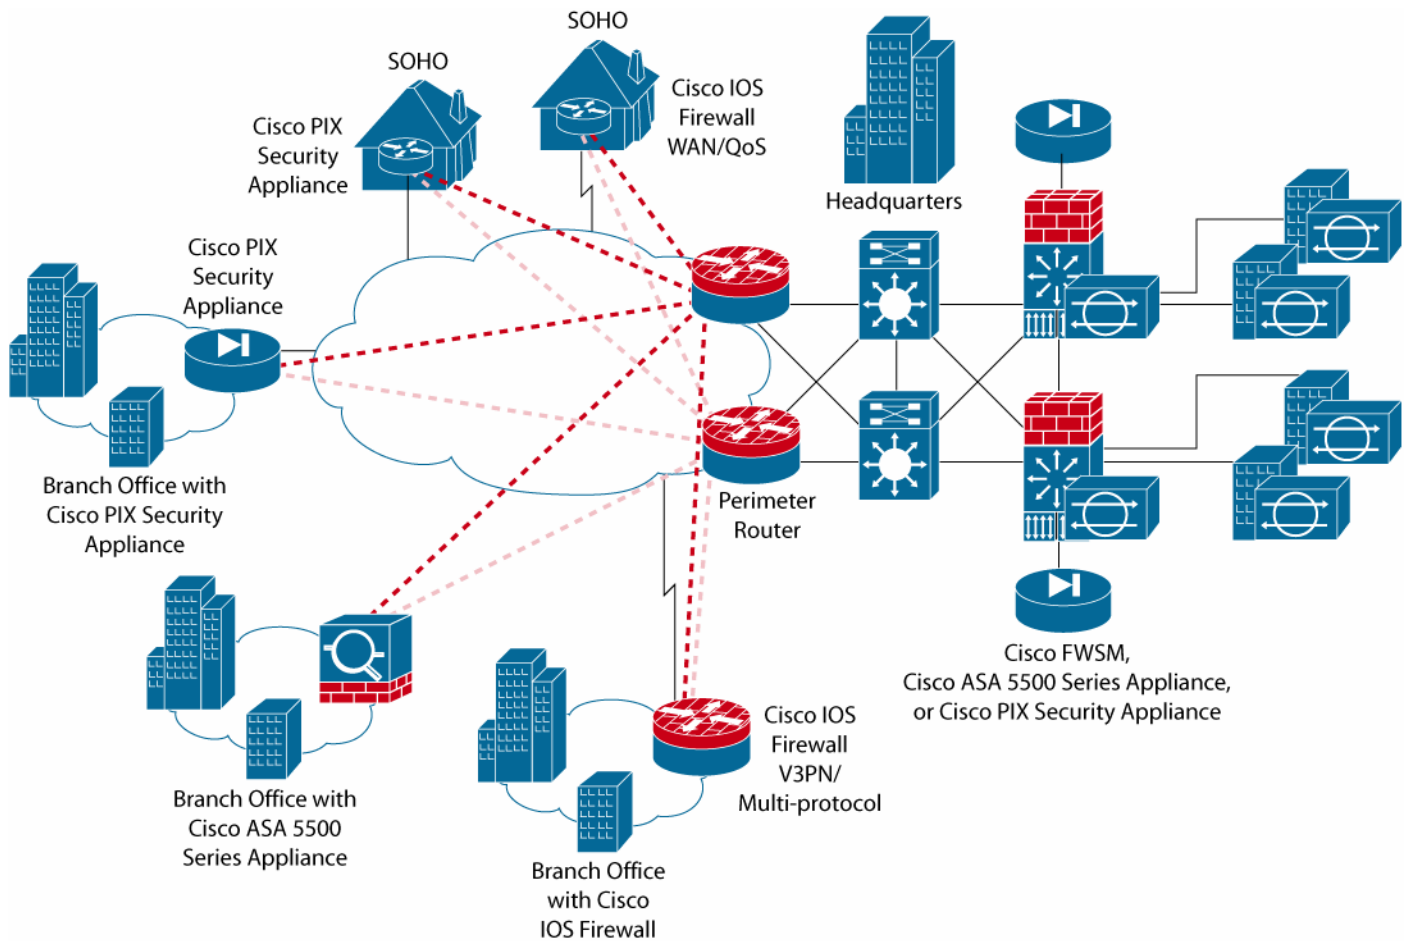 SOHO
SOHO
Cisco IOS
Firewall
WAN/QoS
Cisco PIX
Security
Appliance
Headquarters
Cisco PIX
Security
Appliance
Branch Office with
Cisco PIX Security
Appliance
Perimeter
Router
Cisco FWSM,
Cisco ASA 5500 Series Appliance,
or Cisco PIX Security Appliance
Cisco IOS
Firewall
V3PN/
Multi-protocol
Branch Office with
Cisco ASA 5500
Series Appliance
Branch Office
with Cisco
IOS Firewall